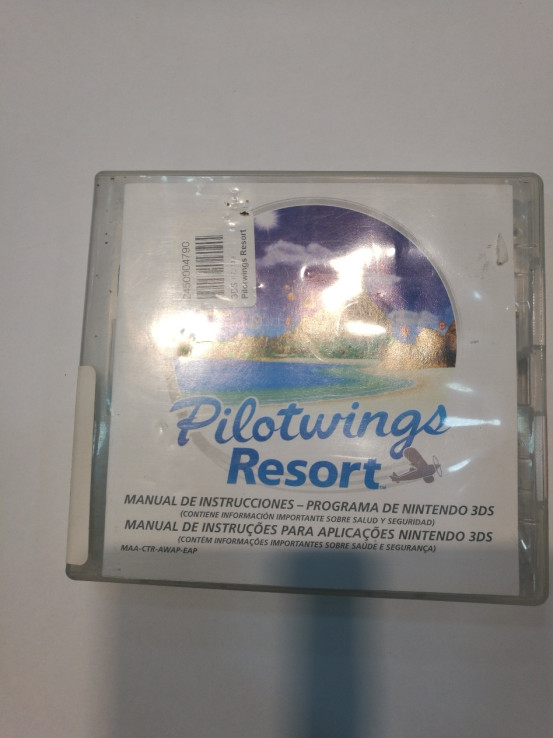 Pilotwings Resort
Pilotwings
Resort
MANUAL DE INSTRUCCIONES – PROGRAMA DE NINTENDO 3DS
(CONTIENE INFORMACIÓN IMPORTANTE SOBRE SALUD Y SEGURIDAD)
MANUAL DE INSTRUÇÕES PARA APLICAÇÕES NINTENDO 3DS
(CONTÉM INFORMAÇÕES IMPORTANTES SOBRE SAÚDE E SEGURANÇA)
MAA-CTR-AWAP-EAP